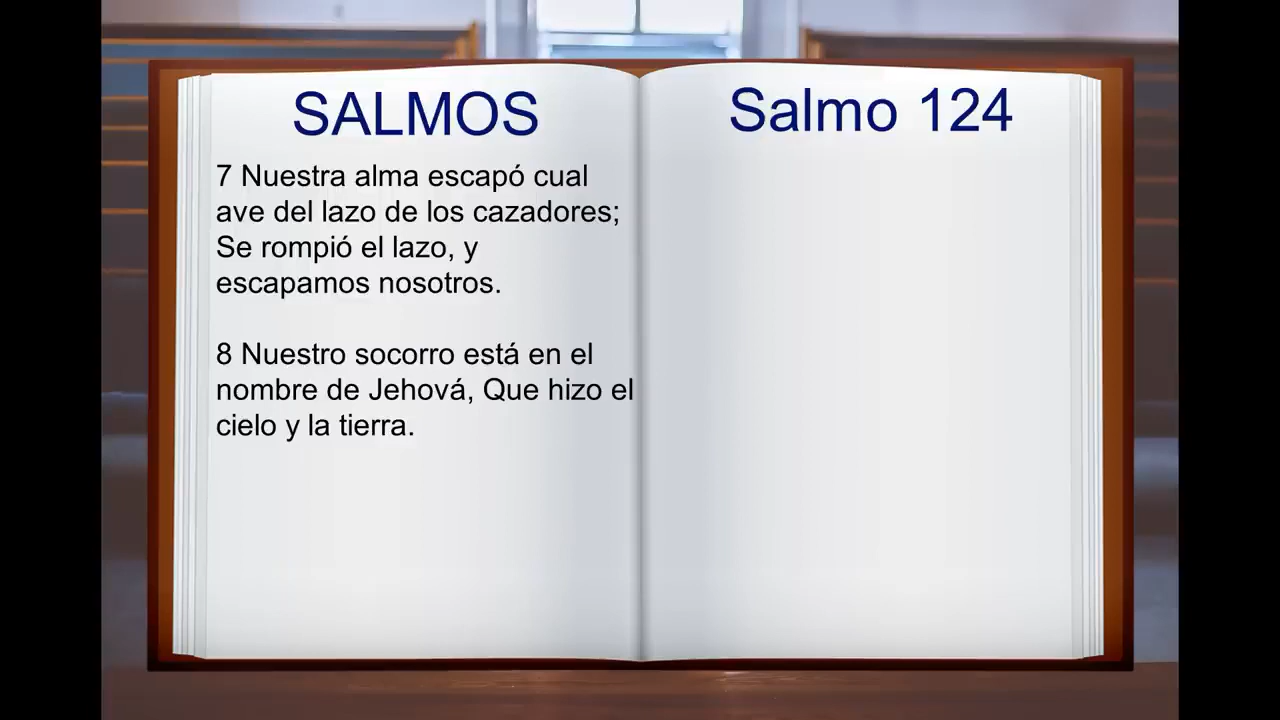 SALMOS
Salmo 124
7 Nuestra alma escapó cual
ave del lazo de los cazadores;
Se rompió el lazo, y
escapamos nosotros.
8 Nuestro socorro está en el
nombre de Jehová, Que hizo el
cielo y la tierra.